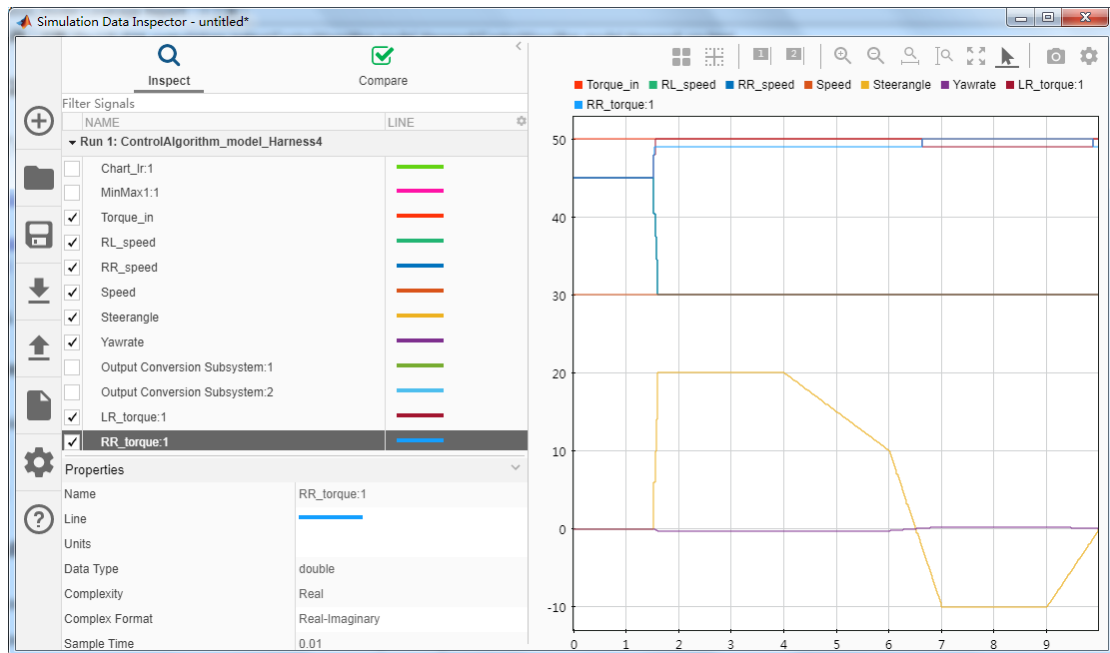 Simulation Data Inspector - untitled*
Inspect
Compare
Filter Signals
NAME LINE
Run 1: ControlAlgorithm_model_Harness4
Chart_lr:1
MinMax1:1
Torque_in
RL_speed
RR_speed
Speed
Steerangle
Yawrate
Output Conversion Subsystem:1
Output Conversion Subsystem:2
LR_torque:1
RR_torque:1
Properties
Name RR_torque:1
Line
Units
Data Type double
Complexity Real
Complex Format Real-Imaginary
Sample Time 0.01
1 2
Torque_in RL_speed RR_speed Speed Steerangle Yawrate LR_torque:1
RR_torque:1
50
40
30
20
10
0
-10
0 1 2 3 4 5 6 7 8 9